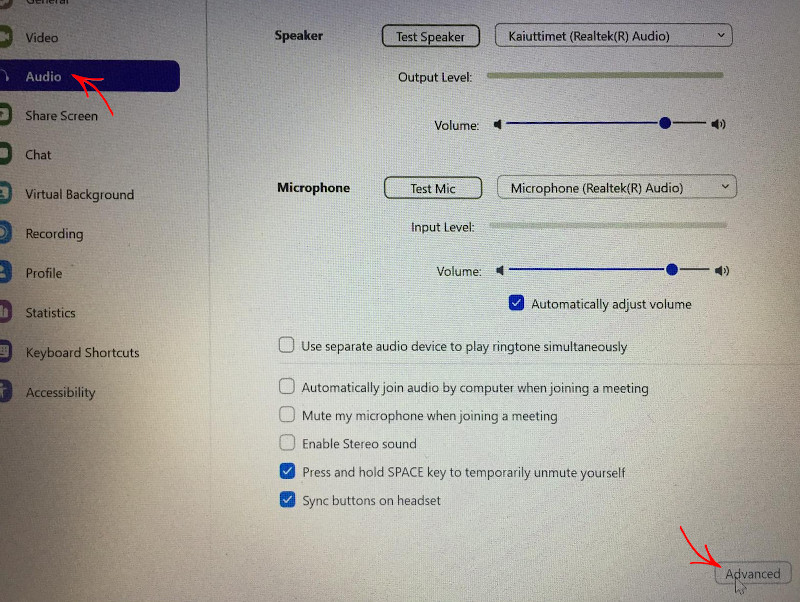 General
Video
Audio
Share Screen
Chat
Virtual Background
Recording
Profile
Statistics
Keyboard Shortcuts
Accessibility
Speaker
Test Speaker
Kaiuttimet (Realtek(R) Audio)
Output Level:
Volume:
Microphone
Test Mic
Microphone (Realtek(R) Audio)
Input Level:
Volume:
Automatically adjust volume
Use separate audio device to play ringtone simultaneously
Automatically join audio by computer when joining a meeting
Mute my microphone when joining a meeting
Enable Stereo sound
Press and hold SPACE key to temporarily unmute yourself
Sync buttons on headset
Advanced